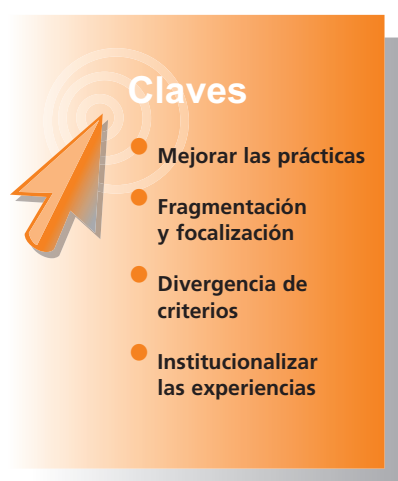 Claves
Mejorar las prácticas
Fragmentación
y focalización
Divergencia de
criterios
Institucionalizar
las experiencias